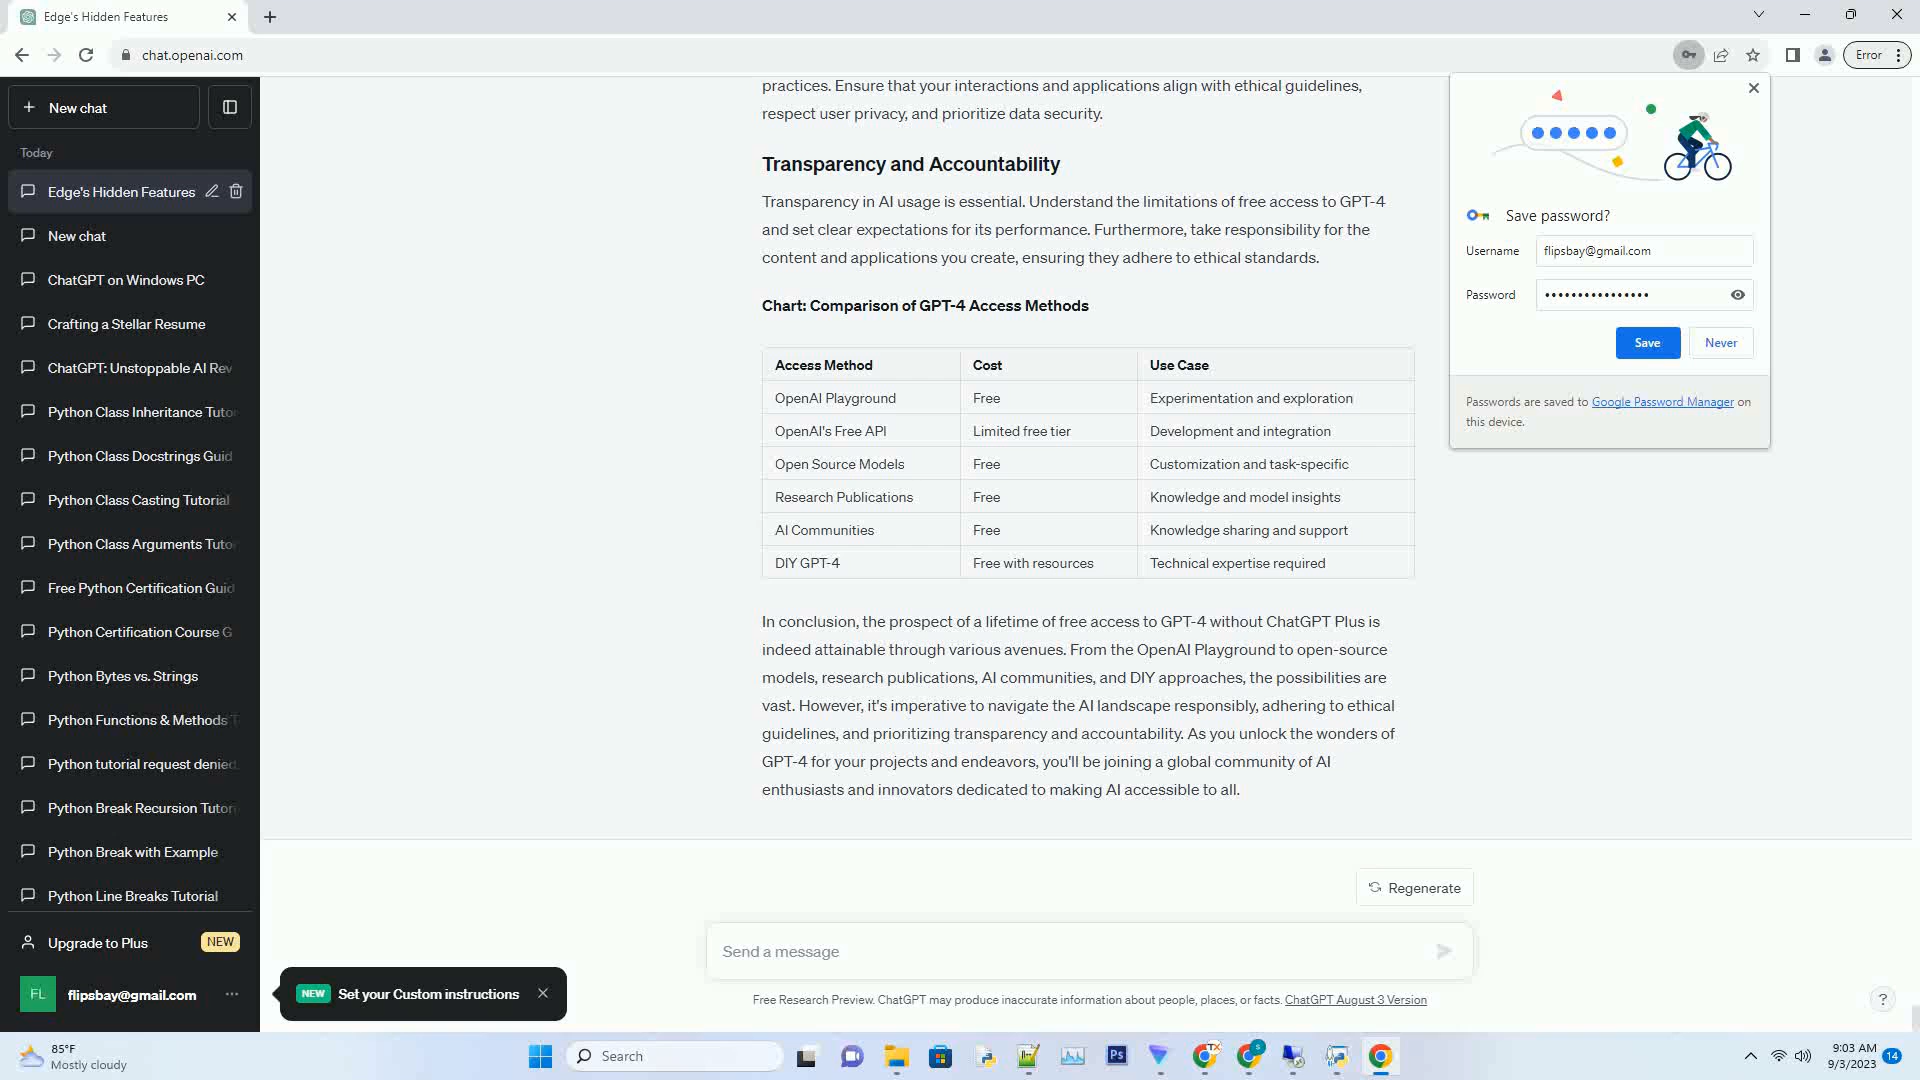 Edge's Hidden Features
chat.openai.com
Error
New chat
Today
Edge's Hidden Features
New chat
ChatGPT on Windows PC
Crafting a Stellar Resume
ChatGPT: Unstoppable AI Rev
Python Class Inheritance Tuto
Python Class Docstrings Guid
Python Class Casting Tutorial
Python Class Arguments Tuto
Free Python Certification Guid
Python Certification Course G
Python Bytes vs. Strings
Python Functions & Methods T
Python tutorial request denied.
Python Break Recursion Tutori
Python Break with Example
Python Line Breaks Tutorial
Upgrade to Plus NEW
FL flipsbay@gmail.com
practices. Ensure that your interactions and applications align with ethical guidelines,
respect user privacy, and prioritize data security.
Transparency and Accountability
Transparency in AI usage is essential. Understand the limitations of free access to GPT-4
and set clear expectations for its performance. Furthermore, take responsibility for the
content and applications you create, ensuring they adhere to ethical standards.
Chart: Comparison of GPT-4 Access Methods
Access Method Cost Use Case
OpenAI Playground Free Experimentation and exploration
OpenAI's Free API Limited free tier Development and integration
Open Source Models Free Customization and task-specific
Research Publications Free Knowledge and model insights
AI Communities Free Knowledge sharing and support
DIY GPT-4 Free with resources Technical expertise required
In conclusion, the prospect of a lifetime of free access to GPT-4 without ChatGPT Plus is
indeed attainable through various avenues. From the OpenAI Playground to open-source
models, research publications, AI communities, and DIY approaches, the possibilities are
vast. However, it's imperative to navigate the AI landscape responsibly, adhering to ethical
guidelines, and prioritizing transparency and accountability. As you unlock the wonders of
GPT-4 for your projects and endeavors, you'll be joining a global community of AI
enthusiasts and innovators dedicated to making AI accessible to all.
Regenerate
Send a message
NEW Set your Custom instructions
Free Research Preview. ChatGPT may produce inaccurate information about people, places, or facts. ChatGPT August 3 Version
?
Save password?
Username flipsbay@gmail.com
Password ••••••••••••••••
Save Never
Passwords are saved to Google Password Manager on
this device.
85°F
Mostly cloudy
Search
Ps
TX
S
9:03 AM
9/3/2023
14